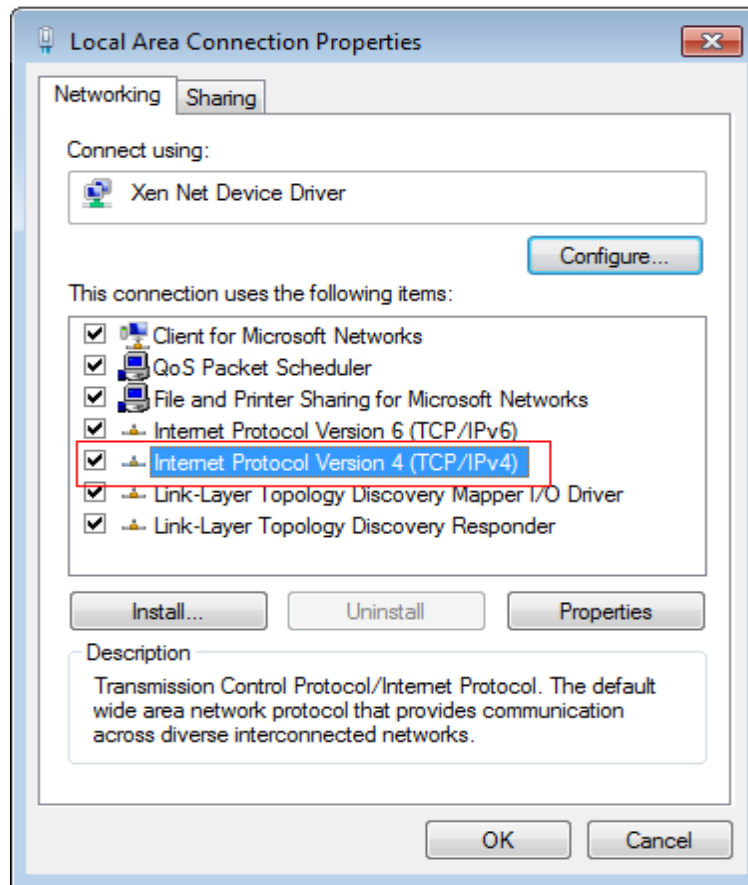 Local Area Connection Properties
Networking
Sharing
Connect using:
Xen Net Device Driver
Configure...
This connection uses the following items:
Client for Microsoft Networks
QoS Packet Scheduler
File and Printer Sharing for Microsoft Networks
Internet Protocol Version 6 (TCP/IPv6)
Internet Protocol Version 4 (TCP/IPv4)
Link-Layer Topology Discovery Mapper I/O Driver
Link-Layer Topology Discovery Responder
Install...
Uninstall
Properties
Description
Transmission Control Protocol/Internet Protocol. The default
wide area network protocol that provides communication
across diverse interconnected networks.
OK
Cancel